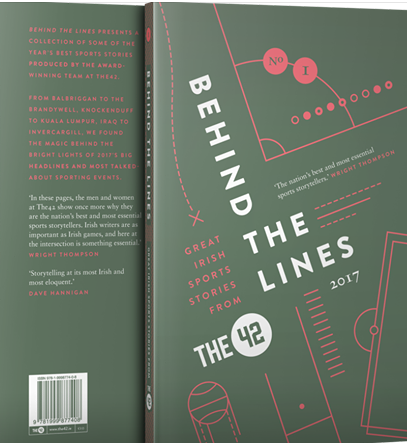 BEHIND THE LINES PRESENTS A
COLLECTION OF SOME OF THE
YEAR'S BEST SPORTS STORIES
PRODUCED BY THE AWARD-
WINNING TEAM AT THE42.
FROM BALBRIGGAN TO THE
BRANDYWELL, KNOCKENDUFF
TO KUALA LUMPUR, IRAQ TO
INVERCARGILL, WE FOUND
THE MAGIC BEHIND THE
BRIGHT LIGHTS OF 2017'S BIG
HEADLINES AND MOST TALKED
ABOUT SPORTING EVENTS.
'In these pages, the men and women
at The42 show once more why they
are the nation's best and most essential
sports storytellers. Irish writers are as
important as Irish games, and here at
the intersection is something essential.'
WRIGHT THOMPSON
'Storytelling at its most Irish and
most eloquent,'
DAVE HANNIGAN
BEHIND THE LINES
GREAT IRISH SPORTS STORIES FROM
No 1
'The nation's best and most essential
sports storytellers.' WRIGHT THOMPSON
BEHIND
THE
LINES
2017
GREAT
IRISH
SPORTS
STORIES
FROM
THE 42